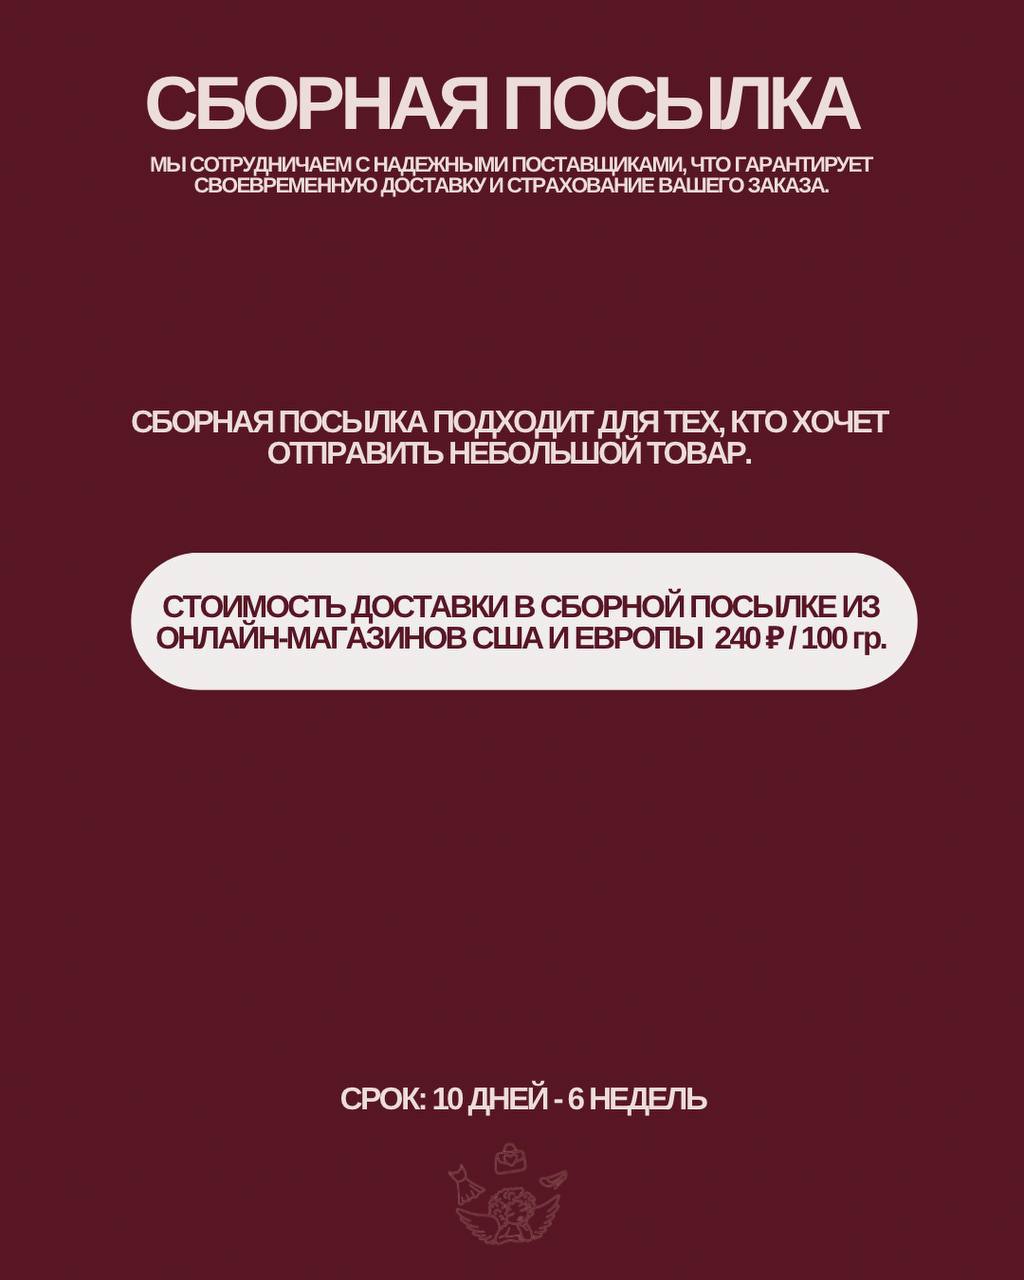 СБОРНАЯ ПОСЫЛКА
МЫ СОТРУДНИЧАЕМ С НАДЕЖНЫМИ ПОСТАВЩИКАМИ, ЧТО ГАРАНТИРУЕТ
СВОЕВРЕМЕННУЮ ДОСТАВКУ И СТРАХОВАНИЕ ВАШЕГО ЗАКАЗА.
СБОРНАЯ ПОСЫЛКА ПОДХОДИТ ДЛЯ ТЕХ, КТО ХОЧЕТ
ОТПРАВИТЬ НЕБОЛЬШОЙ ТОВАР.
СТОИМОСТЬ ДОСТАВКИ В СБОРНОЙ ПОСЫЛКЕ ИЗ
ОНЛАЙН-МАГАЗИНОВ США И ЕВРОПЫ 240 ₽ / 100 гр.
СРОК: 10 ДНЕЙ - 6 НЕДЕЛЬ